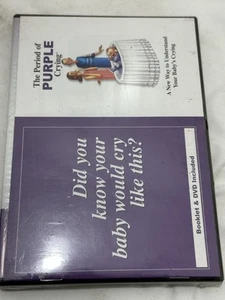 The Period of
PURPLE
Crying
A New Way to Understand
Your Baby's Crying
Did you
know your
baby would cry
like this?
Booklet & DVD Included